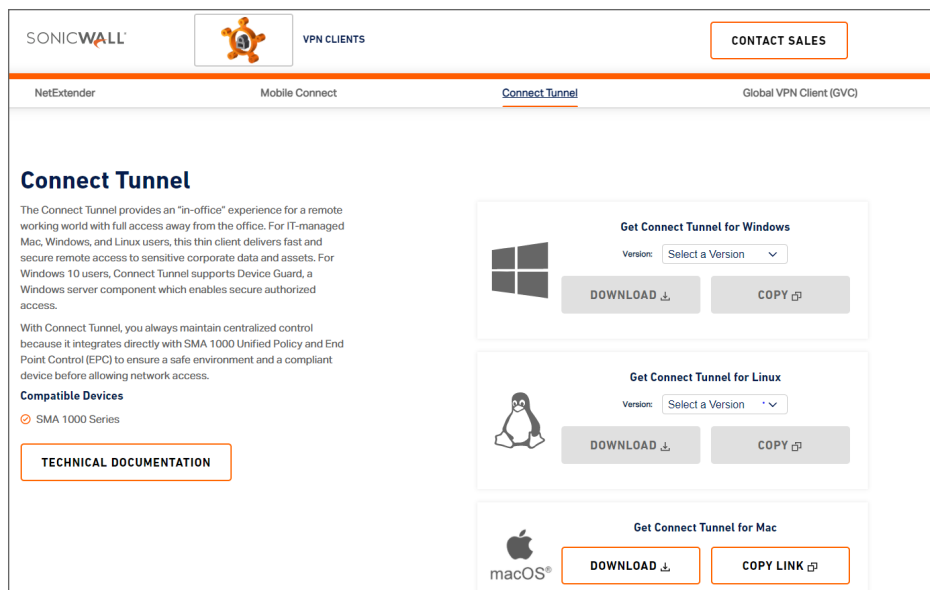 SONICWALL
VPN CLIENTS
CONTACT SALES
NetExtender
Mobile Connect
Connect Tunnel
Global VPN Client (GVC)
Connect Tunnel
The Connect Tunnel provides an "in-office" experience for a remote
working world with full access away from the office. For IT-managed
Mac, Windows, and Linux users, this thin client delivers fast and
secure remote access to sensitive corporate data and assets. For
Windows 10 users, Connect Tunnel supports Device Guard, a
Windows server component which enables secure authorized
access.
With Connect Tunnel, you always maintain centralized control
because it integrates directly with SMA 1000 Unified Policy and End
Point Control (EPC) to ensure a safe environment and a compliant
device before allowing network access.
Compatible Devices
SMA 1000 Series
TECHNICAL DOCUMENTATION
Get Connect Tunnel for Windows
Version: Select a Version
DOWNLOAD
COPY
Get Connect Tunnel for Linux
Version: Select a Version
DOWNLOAD
COPY
Get Connect Tunnel for Mac
macOS®
DOWNLOAD
COPY LINK